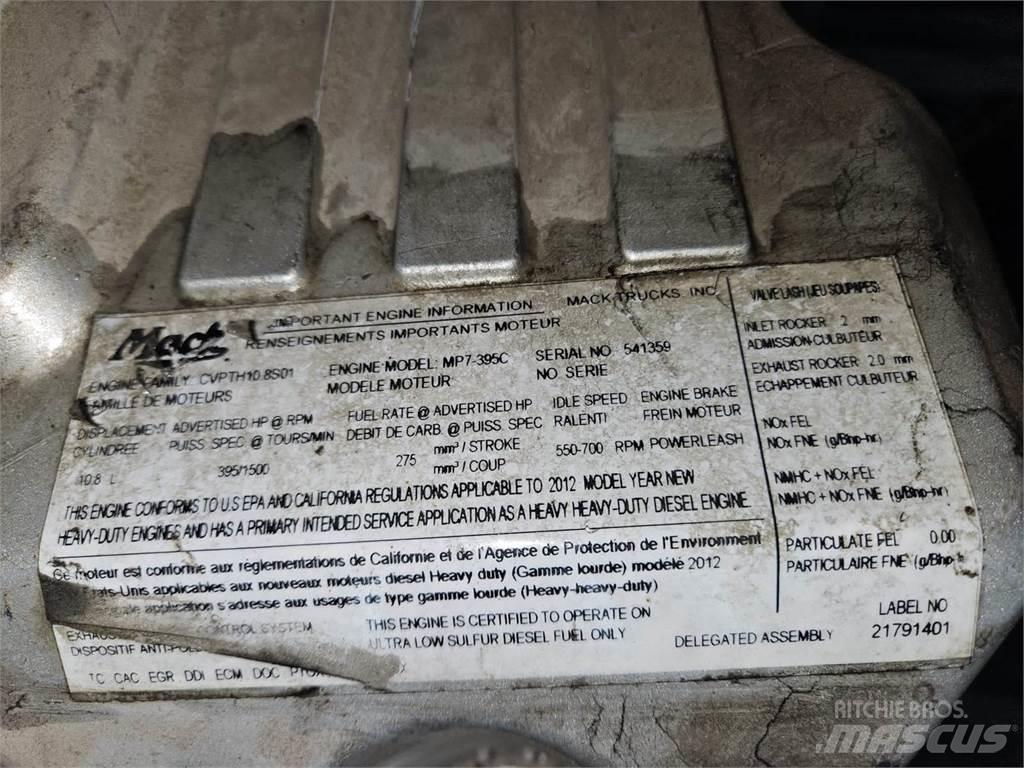 Mack
IMPORTANT ENGINE INFORMATION MACK TRUCKS, INC
RENSEIGNEMENTS IMPORTANTS MOTEUR
ENGINE FAMILY: CVPTH10.8S01 ENGINE MODEL: MP7-395C SERIAL NO 541359
FAMILLE DE MOTEURS MODELE MOTEUR NO SERIE
DISPLACEMENT ADVERTISED HP @ RPM FUEL RATE @ ADVERTISED HP IDLE SPEED ENGINE BRAKE
CYLINDREE PUISS SPEC @ TOURS/MIN DEBIT DE CARB. @ PUISS SPEC RALENTI FREIN MOTEUR
10.8 L 395/1500 275 mm³ / STROKE 550-700 RPM POWERLEASH
mm³ / COUP
THIS ENGINE CONFORMS TO U S EPA AND CALIFORNIA REGULATIONS APPLICABLE TO 2012 MODEL YEAR NEW
HEAVY-DUTY ENGINES AND HAS A PRIMARY INTENDED SERVICE APPLICATION AS A HEAVY HEAVY-DUTY DIESEL ENGINE.
Ce moteur est conforme aux réglementations de Californie et de l'Agence de Protection de l'Environment
Etats-Unis applicables aux nouveaux moteurs diesel Heavy duty (Gamme lourde) modélé 2012
application s'adresse aux usages de type gamme lourde (Heavy-heavy-duty)
EXHAUST CONTROL SYSTEM THIS ENGINE IS CERTIFIED TO OPERATE ON
DISPOSITIF ANTI-POL ULTRA LOW SULFUR DIESEL FUEL ONLY DELEGATED ASSEMBLY
TC CAC EGR DDI ECM DOC
VALVE LASH (JEU SOUPAPES)
INLET ROCKER 2 mm
ADMISSION-CULBUTEUR
EXHAUST ROCKER 2.0 mm
ECHAPPEMENT CULBUTEUR
NOx FEL
NOx FNE (g/Bhp-hr)
NMHC + NOx FEL
NMHC + NOx FNE (g/Bhp-hr)
PARTICULATE FEL 0.00
PARTICULAIRE FNE (g/Bhp-h
LABEL NO
21791401
RITCHIE BROS.
MASCUS